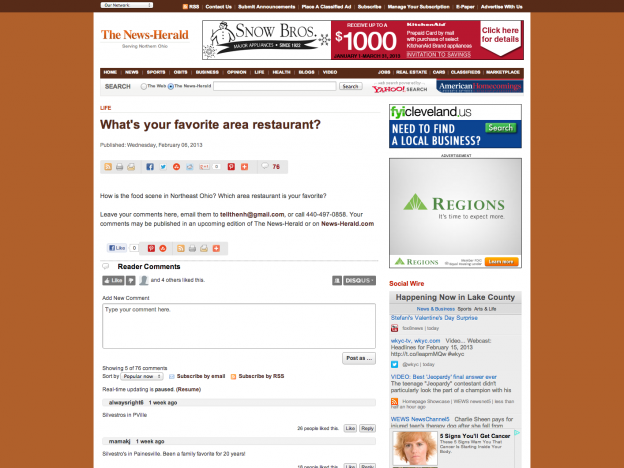 Our Network
RSS Contact Us Submit Announcements Place A Classified Ad Subscribe Manage Your Subscription E-Paper Advertise With Us
The News-Herald
Serving Northern Ohio
SNOW BROS.
MAJOR APPLIANCES • SINCE 1922
RECEIVE UP TO A
$1000
JANUARY 1-MARCH 31, 2013
KitchenAid
Prepaid Card by mail
with purchase of select
KitchenAid Brand appliances
INVITATION TO SAVINGS
Click here
for details
HOME NEWS SPORTS OBITS BUSINESS OPINION LIFE HEALTH BLOGS VIDEO JOBS REAL ESTATE CARS CLASSIFIEDS MARKETPLACE
SEARCH The Web The News-Herald Search
YAHOO! SEARCH
American Homecomings
LIFE
What's your favorite area restaurant?
Published: Wednesday, February 06, 2013
0 76
How is the food scene in Northeast Ohio? Which area restaurant is your favorite?
Leave your comments here, email them to tellthenh@gmail.com, or call 440-497-0858. Your
comments may be published in an upcoming edition of The News-Herald or on News-Herald.com
Like 0
Reader Comments
Like and 4 others liked this. DISQUS
Add New Comment
Type your comment here.
Post as ...
Showing 5 of 76 comments
Sort by Popular now Subscribe by email Subscribe by RSS
Real-time updating is paused. (Resume)
alwaysright5 1 week ago
Silvestros in PVille
26 people liked this. Like Reply
mamakj 1 week ago
Silvestro's in Painesville. Been a family favorite for 20 years!
fyicleveland.us
NEED TO FIND
A LOCAL BUSINESS?
Search
ADVERTISEMENT
REGIONS
It's time to expect more.
REGIONS
Member FDIC
Equal Housing Lender
Learn more
Social Wire
Happening Now in Lake County
News & Business Sports Arts & Life
Stefani's Valentine's Day Surprise
fox8news | today
wkyc-tv, wkyc.com Video... Webcast:
Headlines for February 15, 2013
http://t.co/ieaprnMQw #wkyc
@wkyc | today
VIDEO: Best 'Jeopardy' final answer ever
The teenage "Jeopardy" contestant didn't
particularly look the part of a champion with his
Homepage Showcase | WEWS newsnet5 | less than
half an hour ago
WEWS NewsChannel5 Charlie Sheen pays for
injured teen's therapy dog after she fell from
5 Signs You'll Get Cancer
These 5 Signs Warn You That
Cancer is Starting Inside Your
Body.